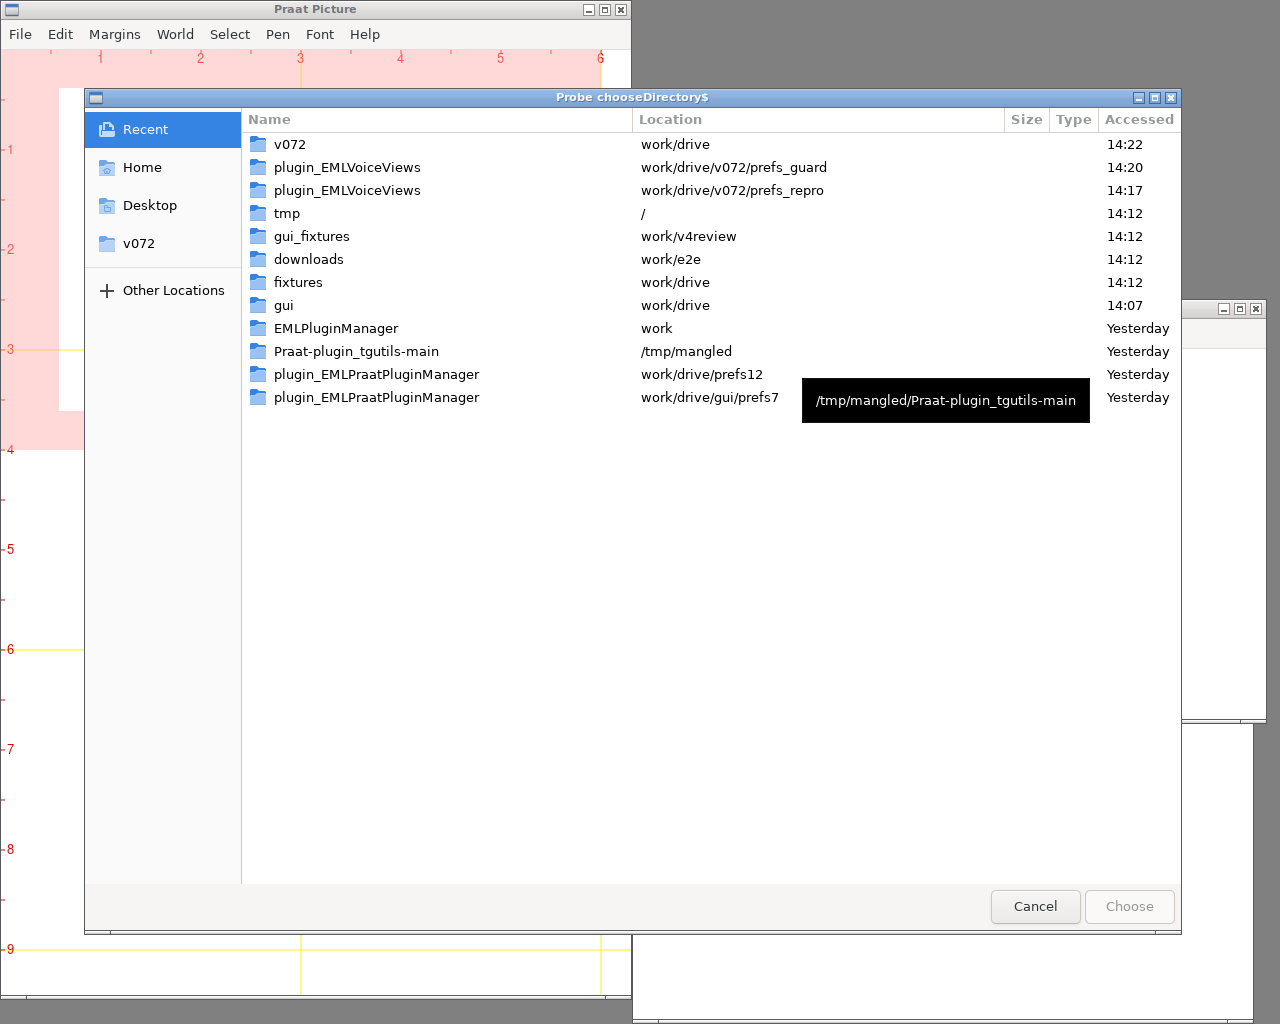 Praat Picture
File Edit Margins World Select Pen Font Help
1 2 3 4 5 6
Probe chooseDirectory$
Recent
Home
Desktop
v072
Other Locations
Name Location Size Type Accessed
v072 work/drive 14:22
plugin_EMLVoiceViews work/drive/v072/prefs_guard 14:20
plugin_EMLVoiceViews work/drive/v072/prefs_repro 14:17
tmp / 14:12
gui_fixtures work/v4review 14:12
downloads work/e2e 14:12
fixtures work/drive 14:12
gui work/drive 14:07
EMLPluginManager work Yesterday
Praat-plugin_tgutils-main /tmp/mangled Yesterday
plugin_EMLPraatPluginManager work/drive/prefs12 Yesterday
plugin_EMLPraatPluginManager work/drive/gui/prefs7 Yesterday
/tmp/mangled/Praat-plugin_tgutils-main
1
2
3
4
5
6
7
8
9
Cancel Choose